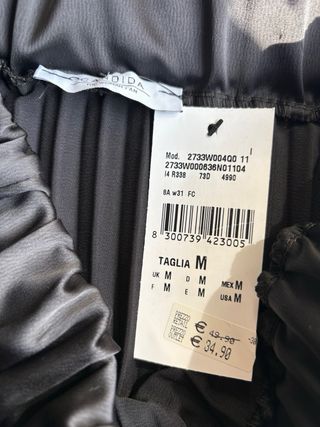 Mod. 2733W004Q0 11
2733W000636N01104
I4 R338 73D 4990
8A w31 FC
8 300739 423005
TAGLIA M
UK M D M MEX M
F M E M USA M
€ 49.90 -30
€ 34.90